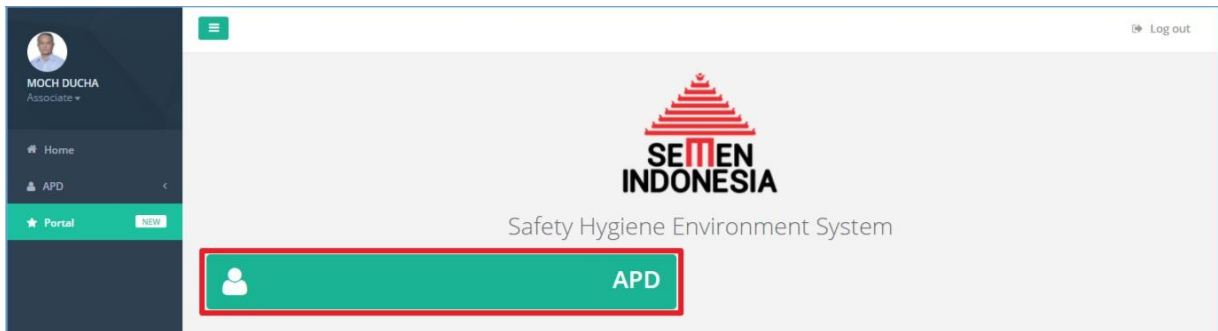 MOCH DUCHA
Associate
Home
APD
Portal NEW
Log out
SEMEN
INDONESIA
Safety Hygiene Environment System
APD